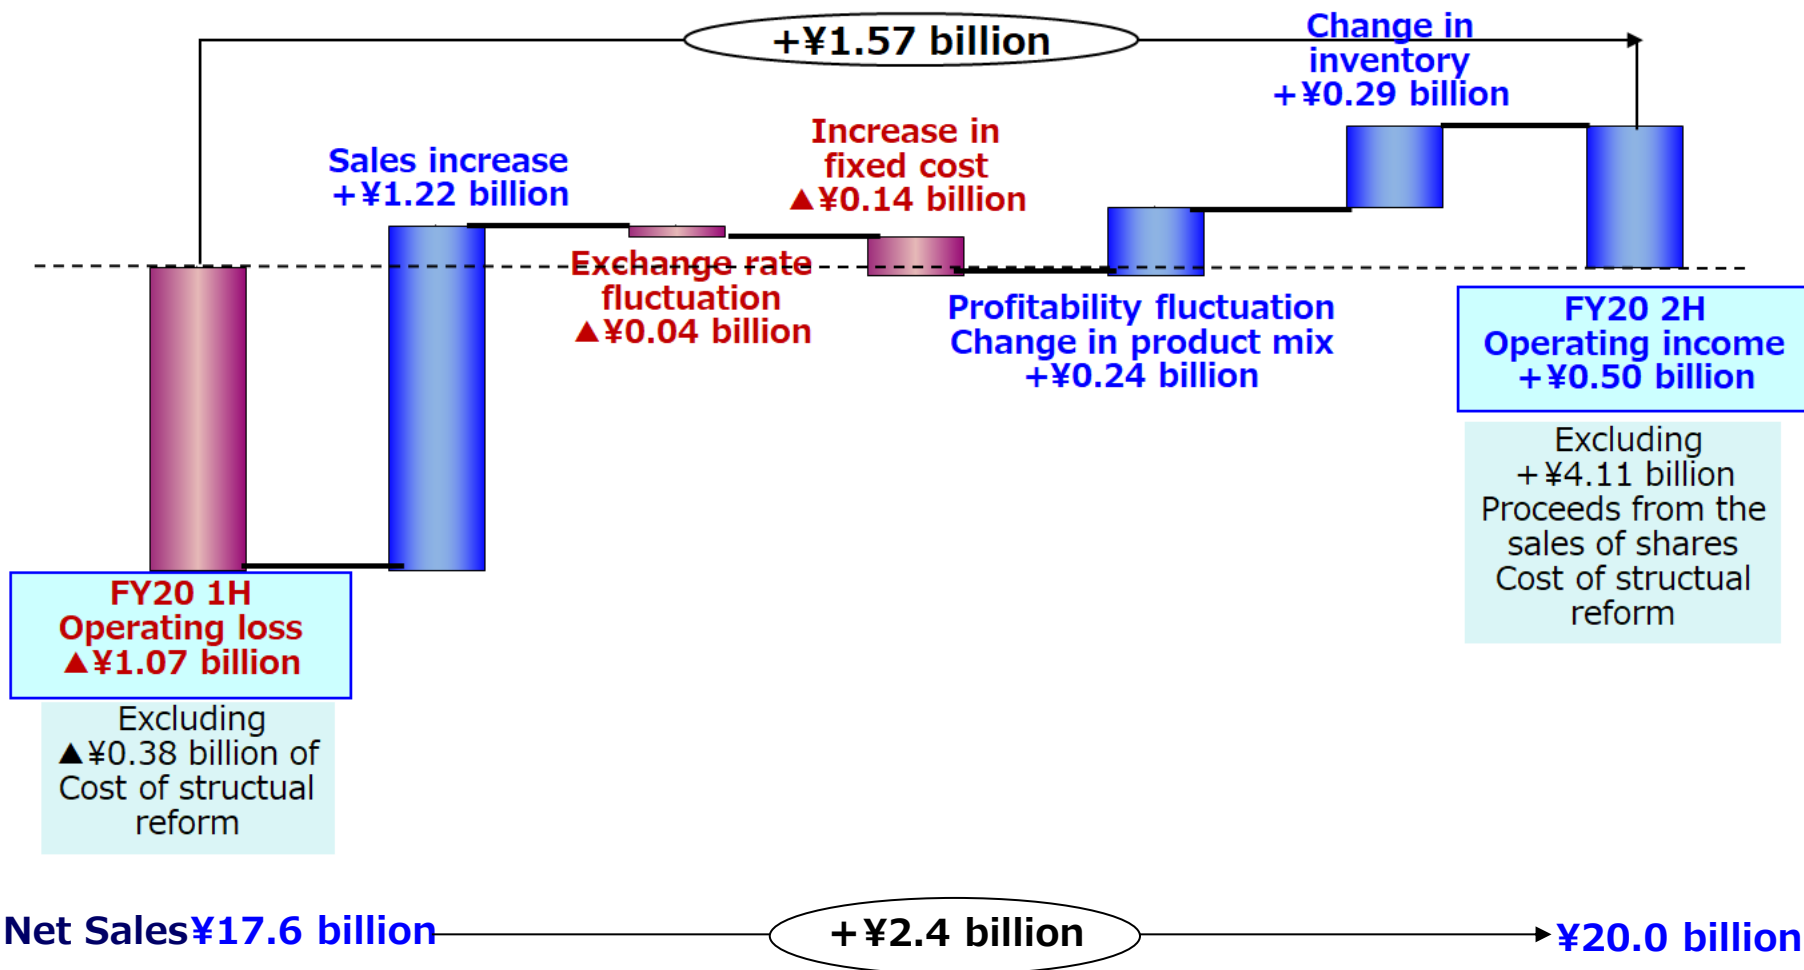 +¥1.57 billion
Change in
inventory
+¥0.29 billion
Sales increase
+¥1.22 billion
Increase in
fixed cost
▲¥0.14 billion
Exchange rate
fluctuation
▲¥0.04 billion
Profitability fluctuation
Change in product mix
+¥0.24 billion
FY20 2H
Operating income
+¥0.50 billion
Excluding
+¥4.11 billion
Proceeds from the
sales of shares
Cost of structual
reform
FY20 1H
Operating loss
▲¥1.07 billion
Excluding
▲¥0.38 billion of
Cost of structual
reform
Net Sales ¥17.6 billion
+¥2.4 billion
¥20.0 billion